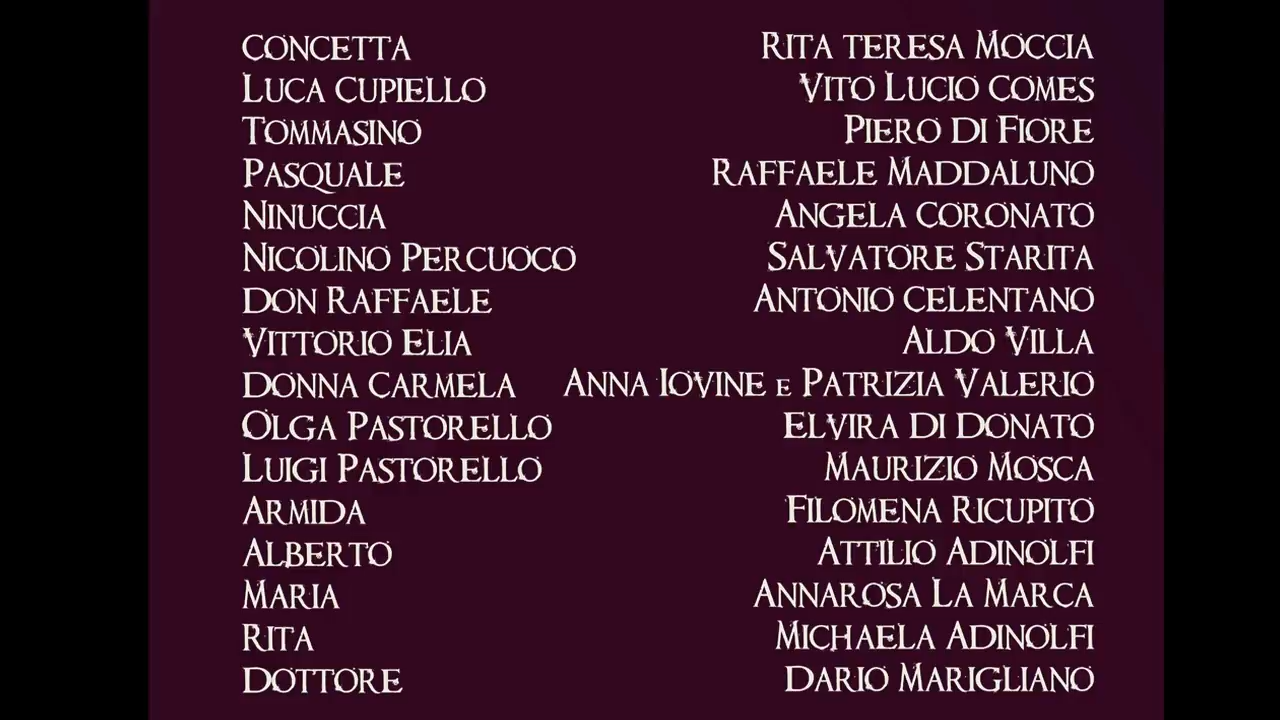 CONCETTA RITA TERESA MOCCIA
LUCA CUPIELLO VITO LUCIO COMES
TOMMASINO PIERO DI FIORE
PASQUALE RAFFAELE MADDALUNO
NINUCCIA ANGELA CORONATO
NICOLINO PERCUOCO SALVATORE STARITA
DON RAFFAELE ANTONIO CELENTANO
VITTORIO ELIA ALDO VILLA
DONNA CARMELA ANNA IOVINE E PATRIZIA VALERIO
OLGA PASTORELLO ELVIRA DI DONATO
LUIGI PASTORELLO MAURIZIO MOSCA
ARMIDA FILOMENA RICUPITO
ALBERTO ATTILIO ADINOLFI
MARIA ANNAROSA LA MARCA
RITA MICHAELA ADINOLFI
DOTTORE DARIO MARIGLIANO